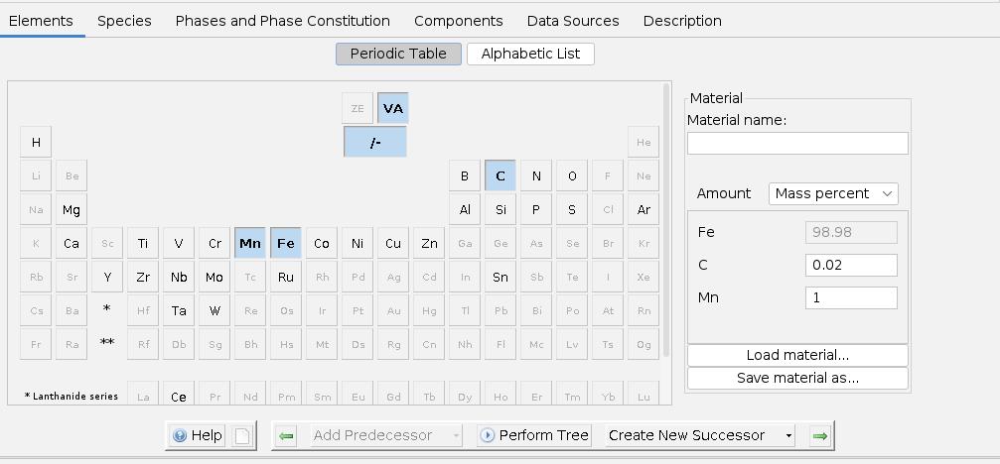 Elements Species Phases and Phase Constitution Components Data Sources Description
Periodic Table Alphabetic List
ZE VA
/-
H He
Li Be B C N O F Ne
Na Mg Al Si P S Cl Ar
K Ca Sc Ti V Cr Mn Fe Co Ni Cu Zn Ga Ge As Se Br Kr
Rb Sr Y Zr Nb Mo Tc Ru Rh Pd Ag Cd In Sn Sb Te I Xe
Cs Ba * Hf Ta W Re Os Ir Pt Au Hg Tl Pb Bi Po At Rn
Fr Ra ** Rf Db Sg Bh Hs Mt Ds Rg Cn Nh Fl Mc Lv Ts Og
* Lanthanide series La Ce Pr Nd Pm Sm Eu Gd Tb Dy Ho Er Tm Yb Lu
Material
Material name:
Amount Mass percent
Fe 98.98
C 0.02
Mn 1
Load material...
Save material as...
Help Add Predecessor Perform Tree Create New Successor